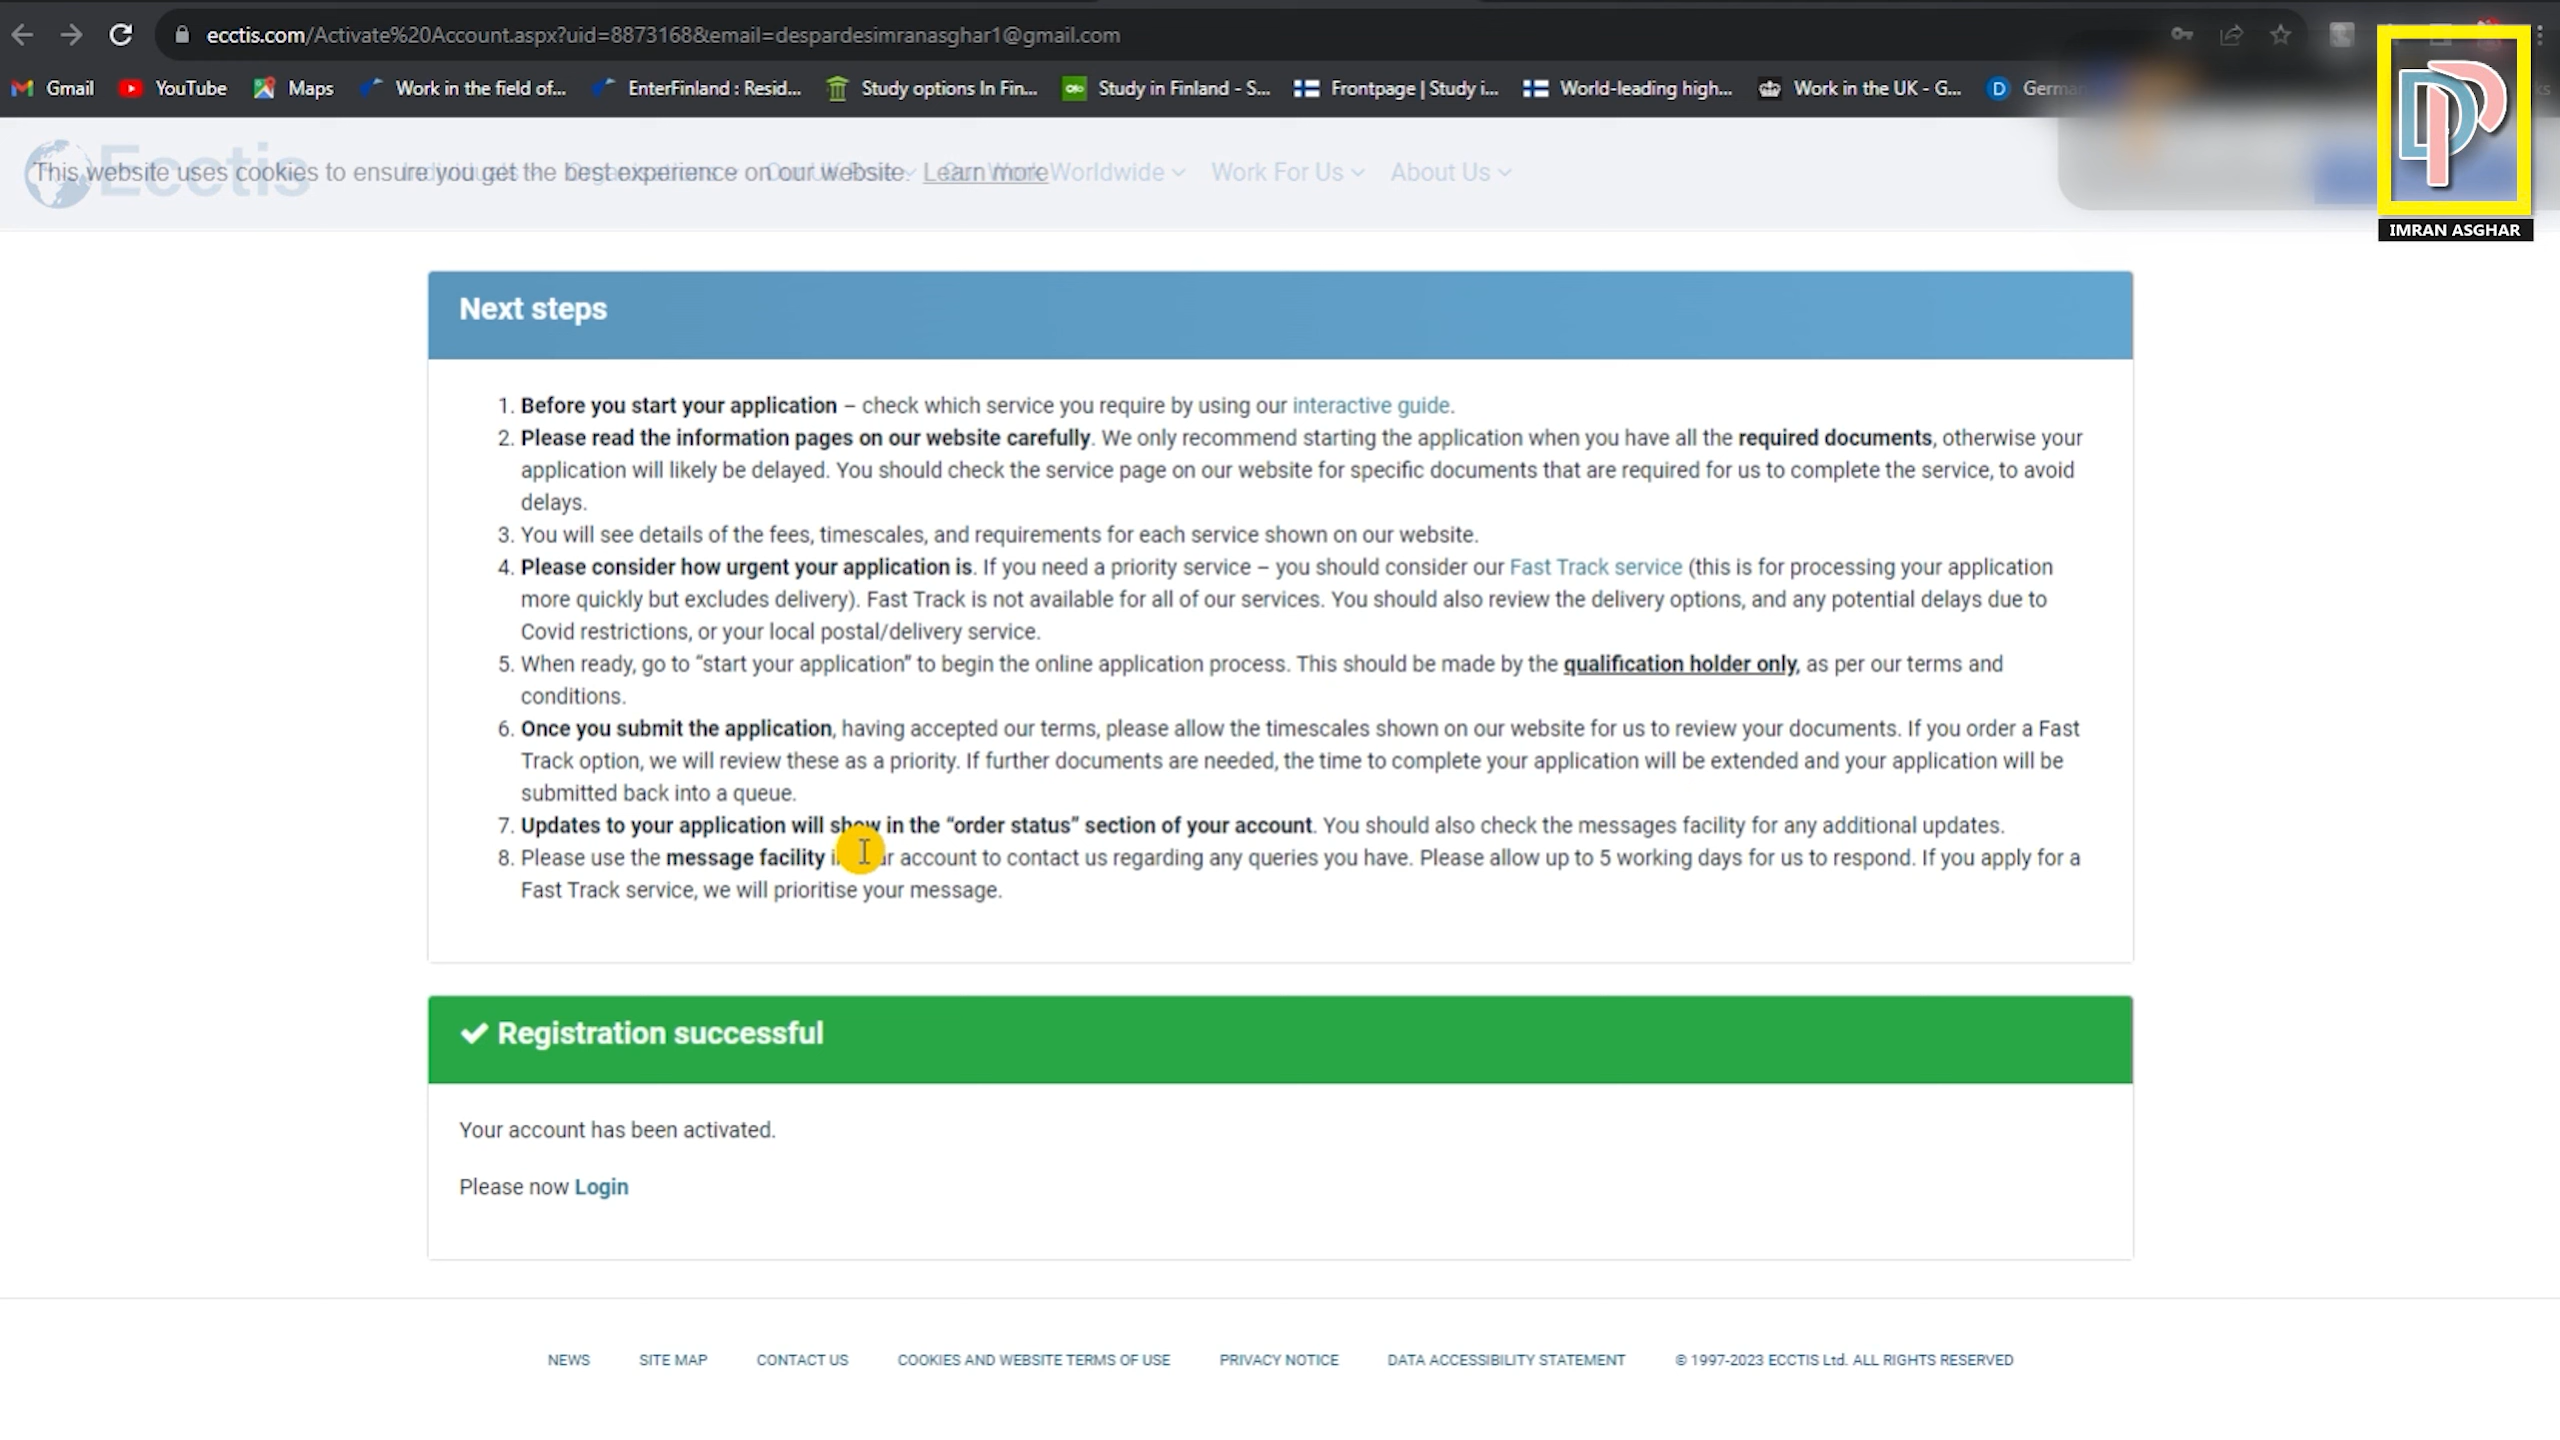 ecctis.com/Activate%20Account.aspx?uid=8873168&email=despardesimranasghar1@gmail.com
Gmail YouTube Maps Work in the field of... EnterFinland : Resid... Study options In Fin... Study in Finland - S... Frontpage | Study i... World-leading high... Work in the UK - G... German
DP
IMRAN ASGHAR
Ecctis
This website uses cookies to ensure you get the best experience on our website. Learn more
Individuals Organisations Our Work Worldwide Work For Us About Us
Next steps
1. Before you start your application – check which service you require by using our interactive guide.
2. Please read the information pages on our website carefully. We only recommend starting the application when you have all the required documents, otherwise your
application will likely be delayed. You should check the service page on our website for specific documents that are required for us to complete the service, to avoid
delays.
3. You will see details of the fees, timescales, and requirements for each service shown on our website.
4. Please consider how urgent your application is. If you need a priority service – you should consider our Fast Track service (this is for processing your application
more quickly but excludes delivery). Fast Track is not available for all of our services. You should also review the delivery options, and any potential delays due to
Covid restrictions, or your local postal/delivery service.
5. When ready, go to “start your application” to begin the online application process. This should be made by the qualification holder only, as per our terms and
conditions.
6. Once you submit the application, having accepted our terms, please allow the timescales shown on our website for us to review your documents. If you order a Fast
Track option, we will review these as a priority. If further documents are needed, the time to complete your application will be extended and your application will be
submitted back into a queue.
7. Updates to your application will show in the “order status” section of your account. You should also check the messages facility for any additional updates.
8. Please use the message facility account to contact us regarding any queries you have. Please allow up to 5 working days for us to respond. If you apply for a
Fast Track service, we will prioritise your message.
Registration successful
Your account has been activated.
Please now Login
NEWS SITE MAP CONTACT US COOKIES AND WEBSITE TERMS OF USE PRIVACY NOTICE DATA ACCESSIBILITY STATEMENT © 1997-2023 ECCTIS Ltd. ALL RIGHTS RESERVED